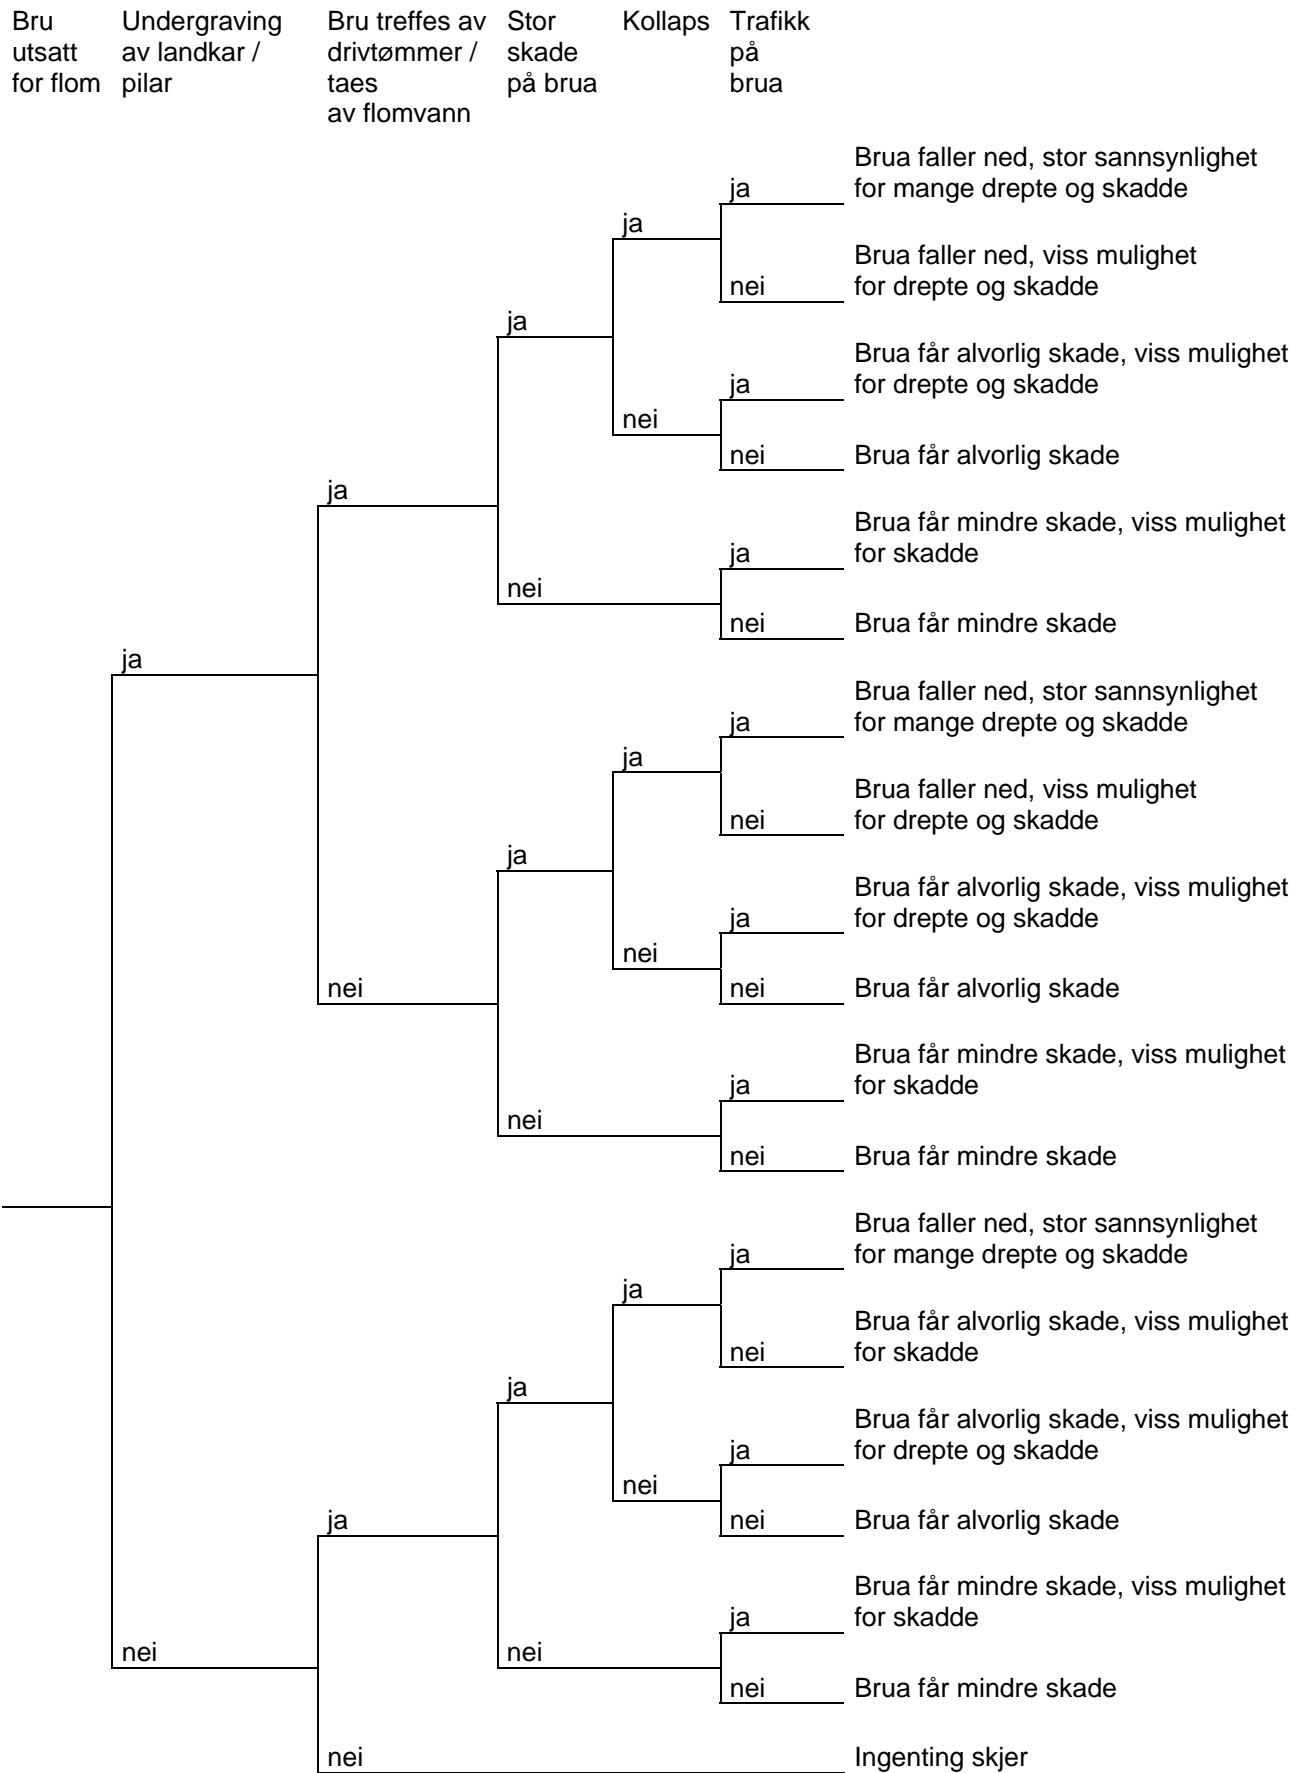 Bru
utsatt
for flom
Undergraving
av landkar /
pilar
Bru treffes av
drivtømmer /
taes
av flomvann
Stor
skade
på brua
Kollaps
Trafikk
på
brua
Brua faller ned, stor sannsynlighet
ja
for mange drepte og skadde
ja
Brua faller ned, viss mulighet
nei
for drepte og skadde
ja
Brua får alvorlig skade, viss mulighet
ja
for drepte og skadde
nei
nei
Brua får alvorlig skade
ja
Brua får mindre skade, viss mulighet
ja
for skadde
nei
nei
Brua får mindre skade
ja
Brua faller ned, stor sannsynlighet
ja
for mange drepte og skadde
ja
Brua faller ned, viss mulighet
nei
for drepte og skadde
ja
Brua får alvorlig skade, viss mulighet
ja
for drepte og skadde
nei
nei
nei
Brua får alvorlig skade
Brua får mindre skade, viss mulighet
ja
for skadde
nei
nei
Brua får mindre skade
Brua faller ned, stor sannsynlighet
ja
for mange drepte og skadde
ja
Brua får alvorlig skade, viss mulighet
nei
for skadde
ja
Brua får alvorlig skade, viss mulighet
ja
for drepte og skadde
nei
ja
nei
Brua får alvorlig skade
Brua får mindre skade, viss mulighet
ja
for skadde
nei
nei
nei
Brua får mindre skade
nei
Ingenting skjer